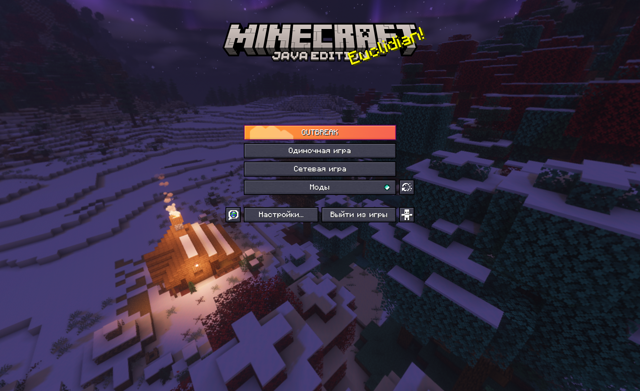 MINECRAFT
JAVA EDITION
Euclidian!
OUTBREAK
Одиночная игра
Сетевая игра
Моды
Настройки...
Выйти из игры